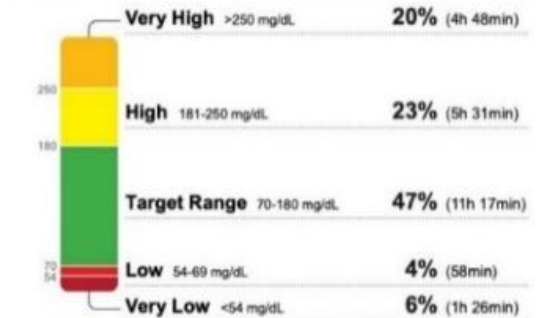 Very High >250 mg/dL 20% (4h 48min)
250
High 181-250 mg/dL 23% (5h 31min)
180
Target Range 70-180 mg/dL 47% (11h 17min)
70
Low 54-69 mg/dL 4% (58min)
54
Very Low <54 mg/dL 6% (1h 26min)